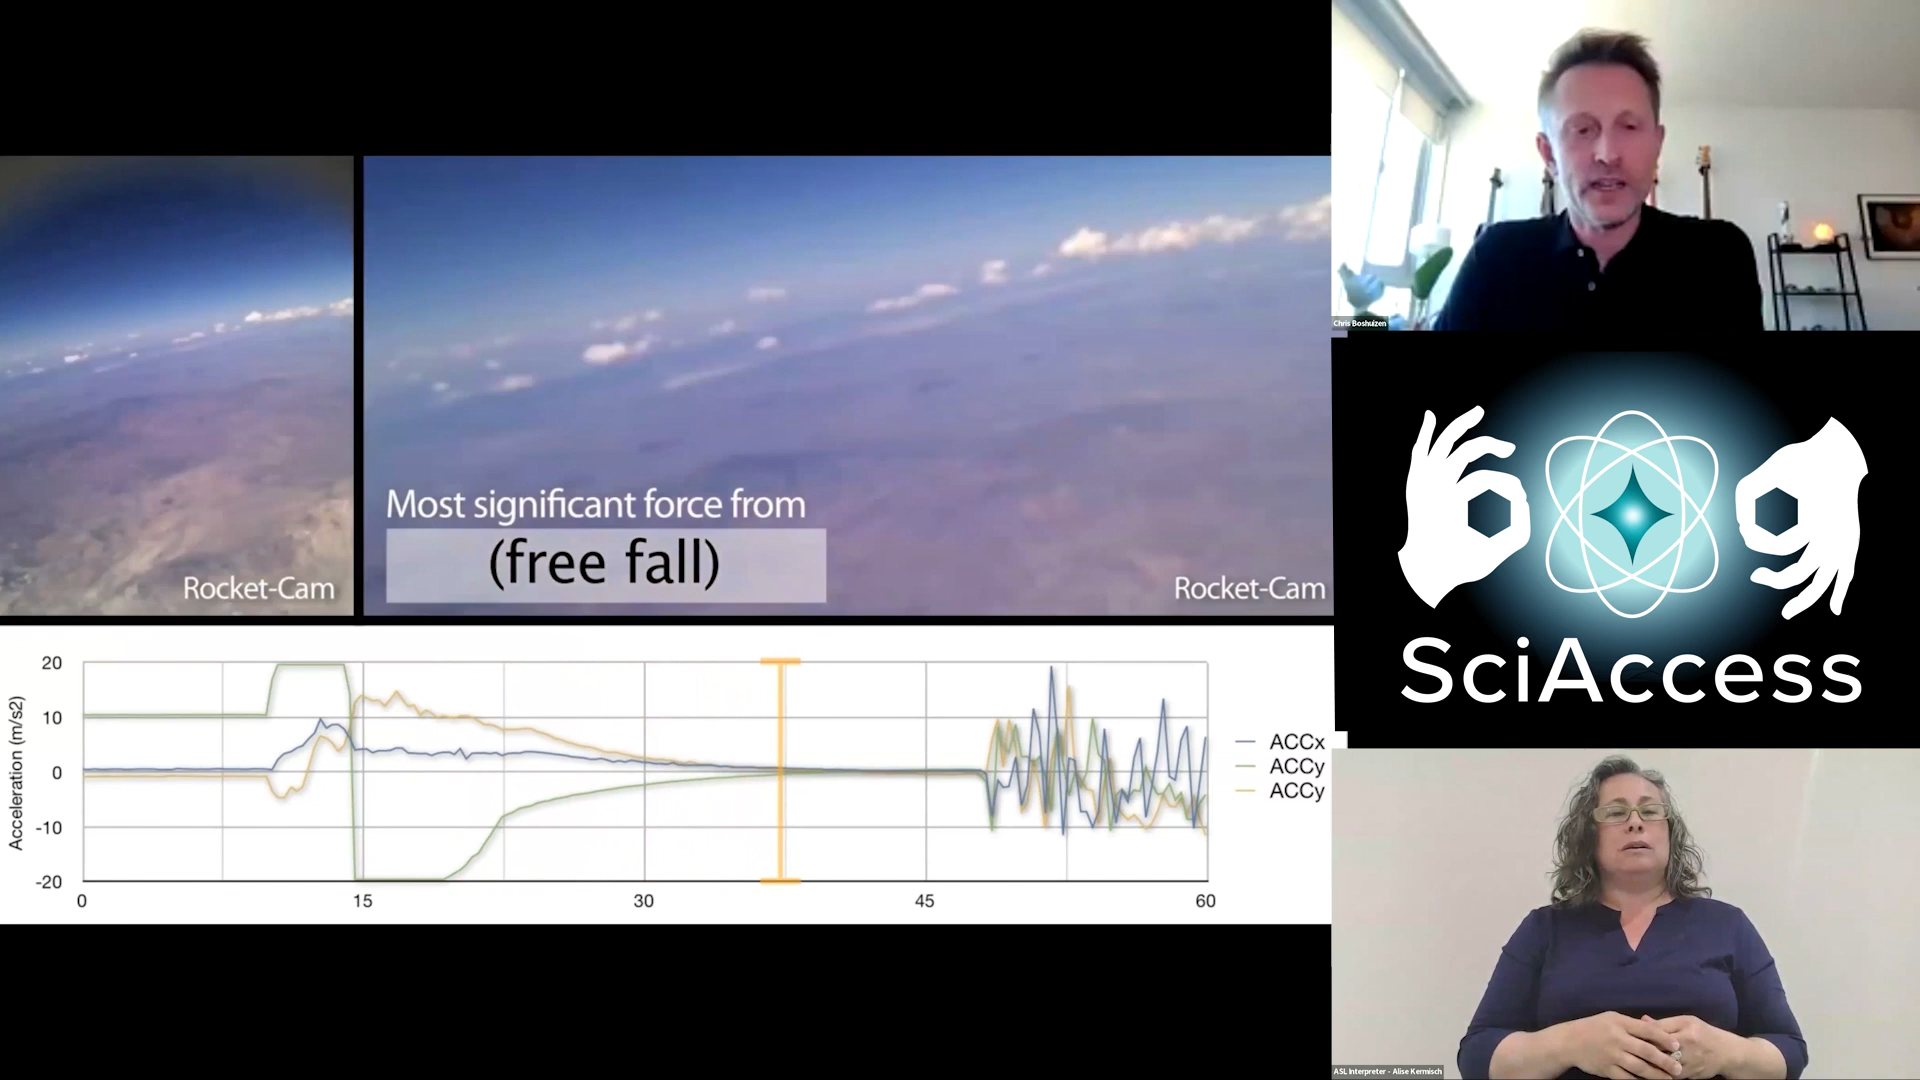 Rocket-Cam
Most significant force from
(free fall)
Rocket-Cam
Acceleration (m/s2)
20
10
0
-10
-20
0
15
30
45
60
ACCx
ACCy
ACCy
Chris Boshuizen
SciAccess
ASL Interpreter - Alise Kermisch